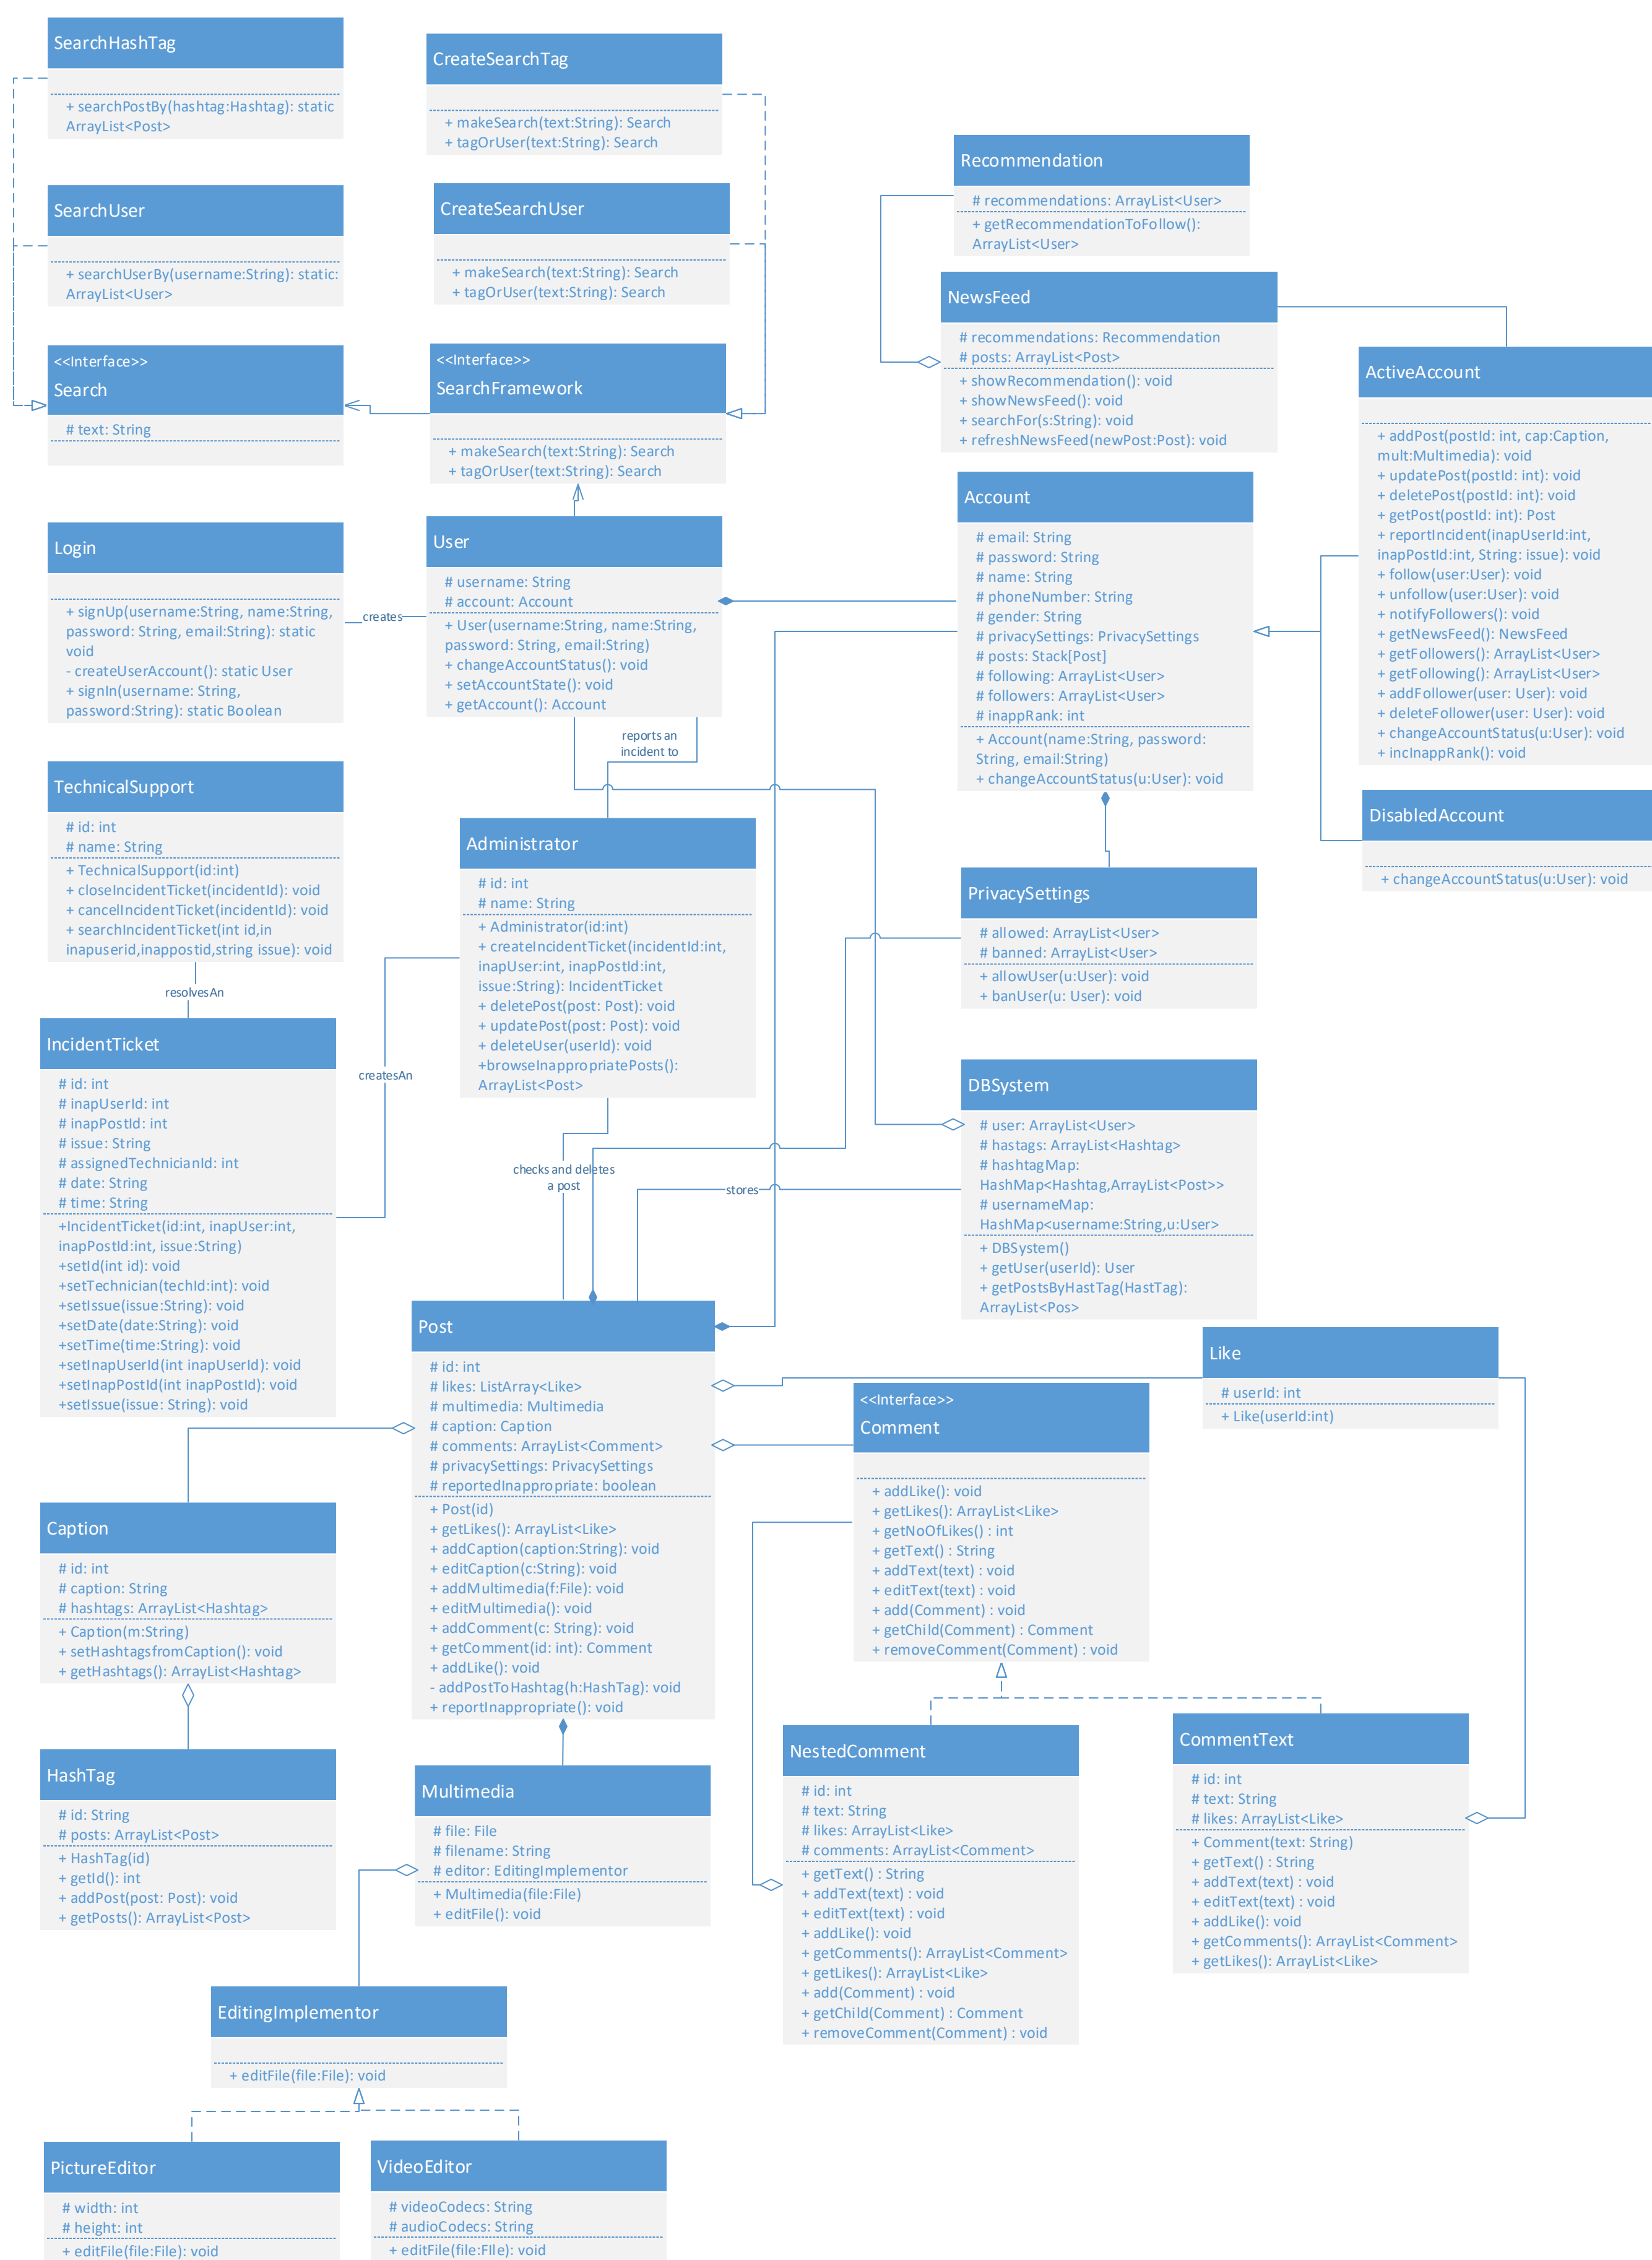 SearchHashTag
+ searchPostBy(hashtag:Hashtag): static
ArrayList<Post>
CreateSearchTag
+ makeSearch(text:String): Search
+ tagOrUser(text:String): Search
SearchUser
+ searchUserBy(username:String): static:
ArrayList<User>
CreateSearchUser
+ makeSearch(text:String): Search
+ tagOrUser(text:String): Search
<<Interface>>
Search
# text: String
<<Interface>>
SearchFramework
+ makeSearch(text:String): Search
+ tagOrUser(text:String): Search
Recommendation
# recommendations: ArrayList<User>
+ getRecommendationToFollow():
ArrayList<User>
NewsFeed
# recommendations: Recommendation
# posts: ArrayList<Post>
+ showRecommendation(): void
+ showNewsFeed(): void
+ searchFor(s:String): void
+ refreshNewsFeed(newPost:Post): void
ActiveAccount
+ addPost(postId: int, cap:Caption,
mult:Multimedia): void
+ updatePost(postId: int): void
+ deletePost(postId: int): void
+ getPost(postId: int): Post
+ reportIncident(inapUserId:int,
inapPostId:int, String: issue): void
+ follow(user:User): void
+ unfollow(user:User): void
+ notifyFollowers(): void
+ getNewsFeed(): NewsFeed
+ getFollowers(): ArrayList<User>
+ getFollowing(): ArrayList<User>
+ addFollower(user: User): void
+ deleteFollower(user: User): void
+ changeAccountStatus(u:User): void
+ incInappRank(): void
Login
+ signUp(username:String, name:String,
password: String, email:String): static
void
- createUserAccount(): static User
+ signIn(username: String,
password:String): static Boolean
creates
User
# username: String
# account: Account
+ User(username:String, name:String,
password: String, email:String)
+ changeAccountStatus(): void
+ setAccountState(): void
+ getAccount(): Account
reports an
incident to
Account
# email: String
# password: String
# name: String
# phoneNumber: String
# gender: String
# privacySettings: PrivacySettings
# posts: Stack[Post]
# following: ArrayList<User>
# followers: ArrayList<User>
# inappRank: int
+ Account(name:String, password:
String, email:String)
+ changeAccountStatus(u:User): void
DisabledAccount
+ changeAccountStatus(u:User): void
TechnicalSupport
# id: int
# name: String
+ TechnicalSupport(id:int)
+ closeIncidentTicket(incidentId): void
+ cancelIncidentTicket(incidentId): void
+ searchIncidentTicket(int id,in
inapuserid,inappostid,string issue): void
resolvesAn
Administrator
# id: int
# name: String
+ Administrator(id:int)
+ createIncidentTicket(incidentId:int,
inapUser:int, inapPostId:int,
issue:String): IncidentTicket
+ deletePost(post: Post): void
+ updatePost(post: Post): void
+ deleteUser(userId): void
+browseInappropriatePosts():
ArrayList<Post>
createsAn
checks and deletes
a post
stores
PrivacySettings
# allowed: ArrayList<User>
# banned: ArrayList<User>
+ allowUser(u:User): void
+ banUser(u: User): void
IncidentTicket
# id: int
# inapUserId: int
# inapPostId: int
# issue: String
# assignedTechnicianId: int
# date: String
# time: String
+IncidentTicket(id:int, inapUser:int,
inapPostId:int, issue:String)
+setId(int id): void
+setTechnician(techId:int): void
+setIssue(issue:String): void
+setDate(date:String): void
+setTime(time:String): void
+setInapUserId(int inapUserId): void
+setInapPostId(int inapPostId): void
+setIssue(issue: String): void
DBSystem
# user: ArrayList<User>
# hastags: ArrayList<Hashtag>
# hashtagMap:
HashMap<Hashtag,ArrayList<Post>>
# usernameMap:
HashMap<username:String,u:User>
+ DBSystem()
+ getUser(userId): User
+ getPostsByHastTag(HastTag):
ArrayList<Pos>
Post
# id: int
# likes: ListArray<Like>
# multimedia: Multimedia
# caption: Caption
# comments: ArrayList<Comment>
# privacySettings: PrivacySettings
# reportedInappropriate: boolean
+ Post(id)
+ getLikes(): ArrayList<Like>
+ addCaption(caption:String): void
+ editCaption(c:String): void
+ addMultimedia(f:File): void
+ editMultimedia(): void
+ addComment(c: String): void
+ getComment(id: int): Comment
+ addLike(): void
- addPostToHashtag(h:HashTag): void
+ reportInappropriate(): void
Like
# userId: int
+ Like(userId:int)
<<Interface>>
Comment
+ addLike(): void
+ getLikes(): ArrayList<Like>
+ getNoOfLikes() : int
+ getText() : String
+ addText(text) : void
+ editText(text) : void
+ add(Comment) : void
+ getChild(Comment) : Comment
+ removeComment(Comment) : void
Caption
# id: int
# caption: String
# hashtags: ArrayList<Hashtag>
+ Caption(m:String)
+ setHashtagsfromCaption(): void
+ getHashtags(): ArrayList<Hashtag>
HashTag
# id: String
# posts: ArrayList<Post>
+ HashTag(id)
+ getId(): int
+ addPost(post: Post): void
+ getPosts(): ArrayList<Post>
Multimedia
# file: File
# filename: String
# editor: EditingImplementor
+ Multimedia(file:File)
+ editFile(): void
NestedComment
# id: int
# text: String
# likes: ArrayList<Like>
# comments: ArrayList<Comment>
+ getText() : String
+ addText(text) : void
+ editText(text) : void
+ addLike(): void
+ getComments(): ArrayList<Comment>
+ getLikes(): ArrayList<Like>
+ add(Comment) : void
+ getChild(Comment) : Comment
+ removeComment(Comment) : void
CommentText
# id: int
# text: String
# likes: ArrayList<Like>
+ Comment(text: String)
+ getText() : String
+ addText(text) : void
+ editText(text) : void
+ addLike(): void
+ getComments(): ArrayList<Comment>
+ getLikes(): ArrayList<Like>
EditingImplementor
+ editFile(file:File): void
PictureEditor
# width: int
# height: int
+ editFile(file:File): void
VideoEditor
# videoCodecs: String
# audioCodecs: String
+ editFile(file:FIle): void